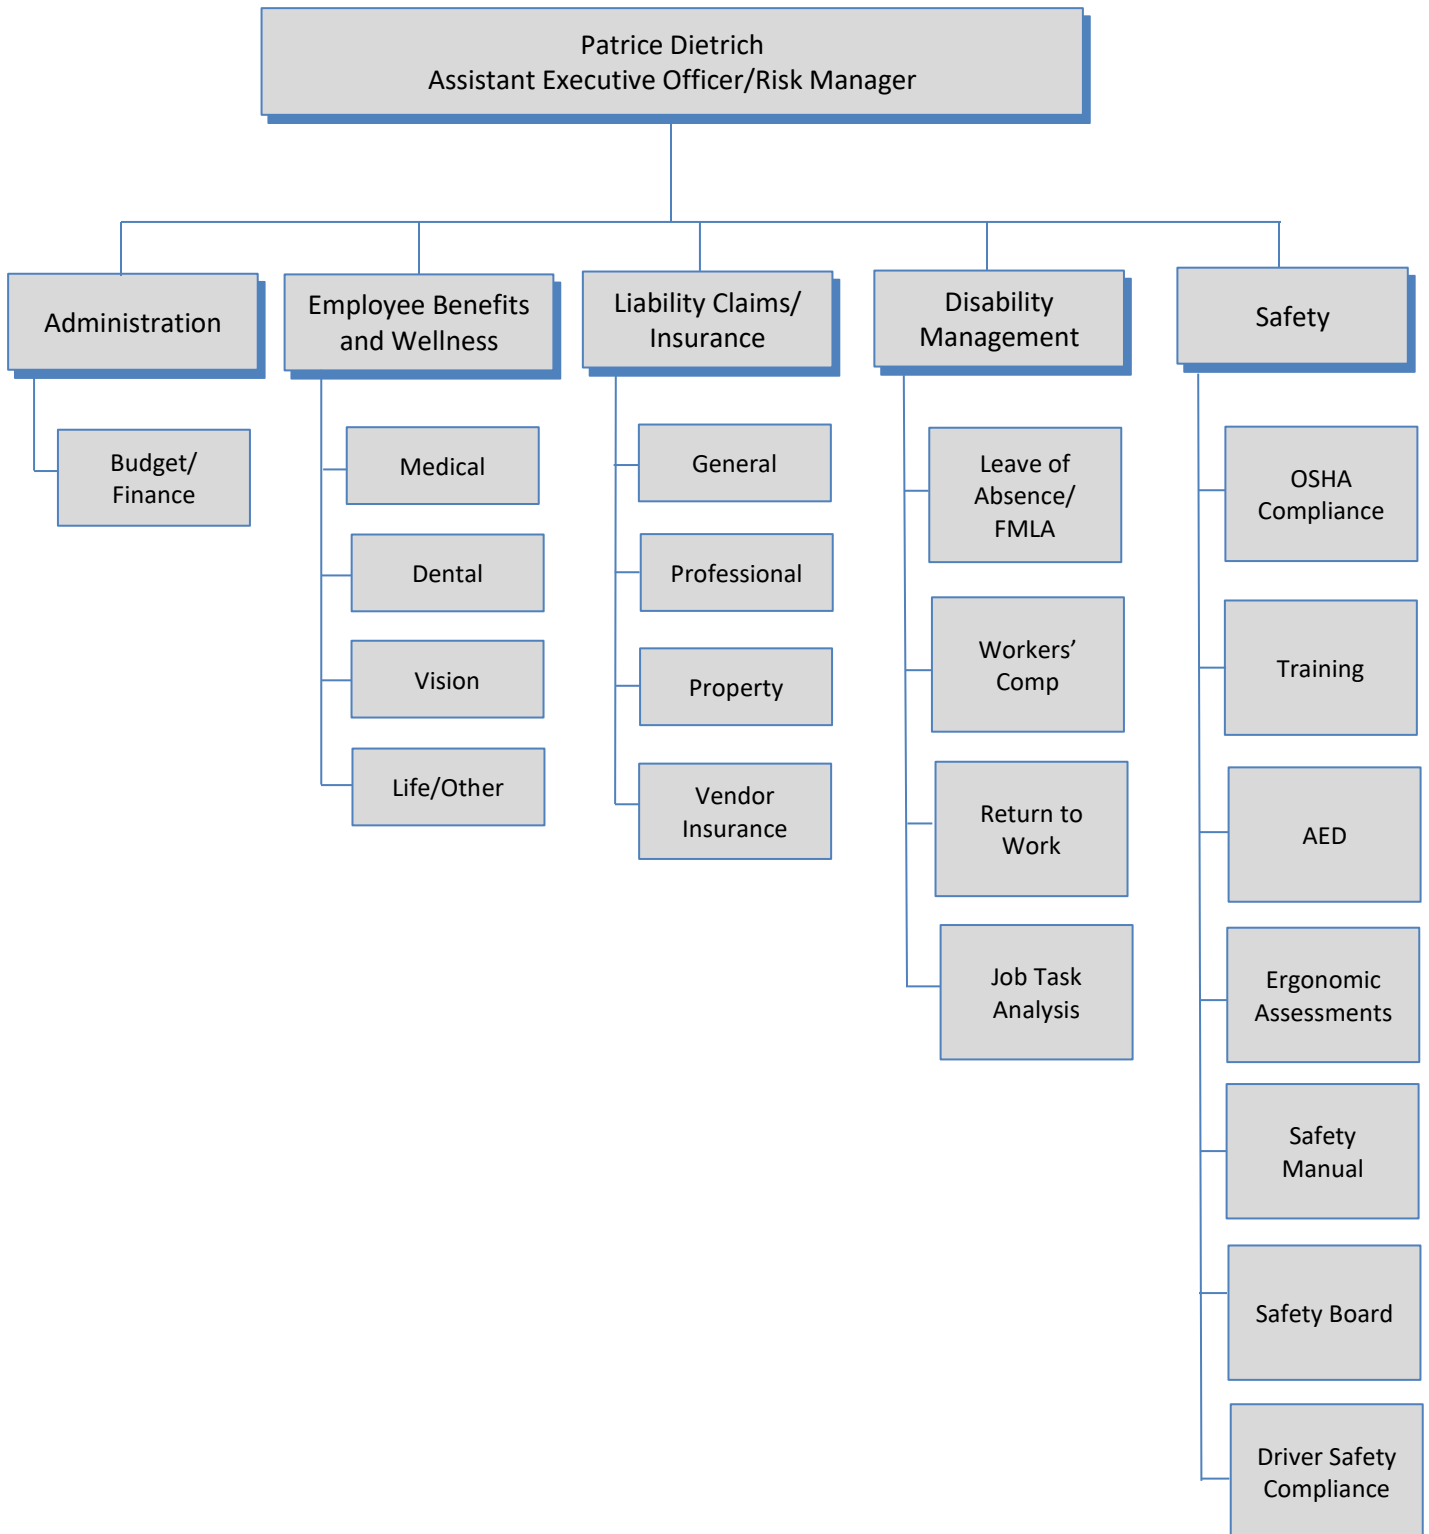 Patrice Dietrich
Assistant Executive Officer/Risk Manager
Administration
Budget/
Finance
Employee Benefits
and Wellness
Medical
Dental
Vision
Life/Other
Liability Claims/
Insurance
General
Professional
Property
Vendor
Insurance
Disability
Management
Leave of
Absence/
FMLA
Workers’
Comp
Return to
Work
Job Task
Analysis
Safety
OSHA
Compliance
Training
AED
Ergonomic
Assessments
Safety
Manual
Safety Board
Driver Safety
Compliance